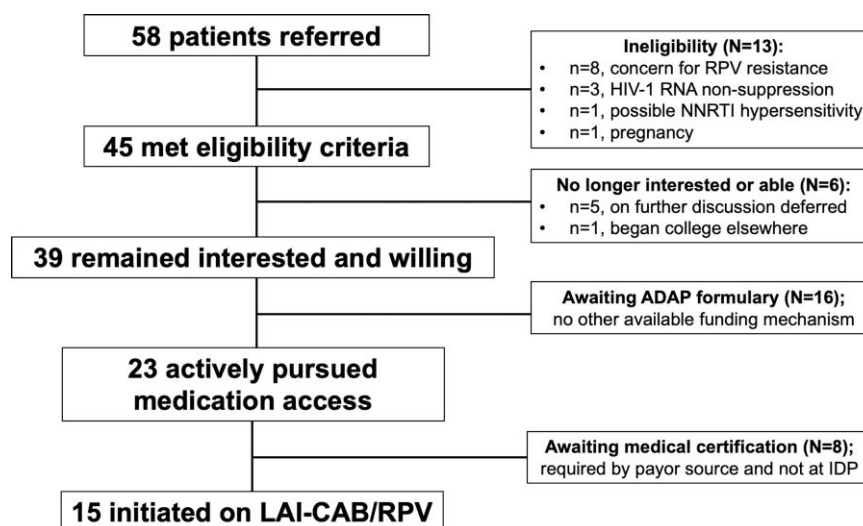 58 patients referred
Ineligibility (N=13):
• n=8, concern for RPV resistance
• n=3, HIV-1 RNA non-suppression
• n=1, possible NNRTI hypersensitivity
• n=1, pregnancy
45 met eligibility criteria
No longer interested or able (N=6):
• n=5, on further discussion deferred
• n=1, began college elsewhere
39 remained interested and willing
Awaiting ADAP formulary (N=16);
no other available funding mechanism
23 actively pursued
medication access
Awaiting medical certification (N=8);
required by payor source and not at IDP
15 initiated on LAI-CAB/RPV